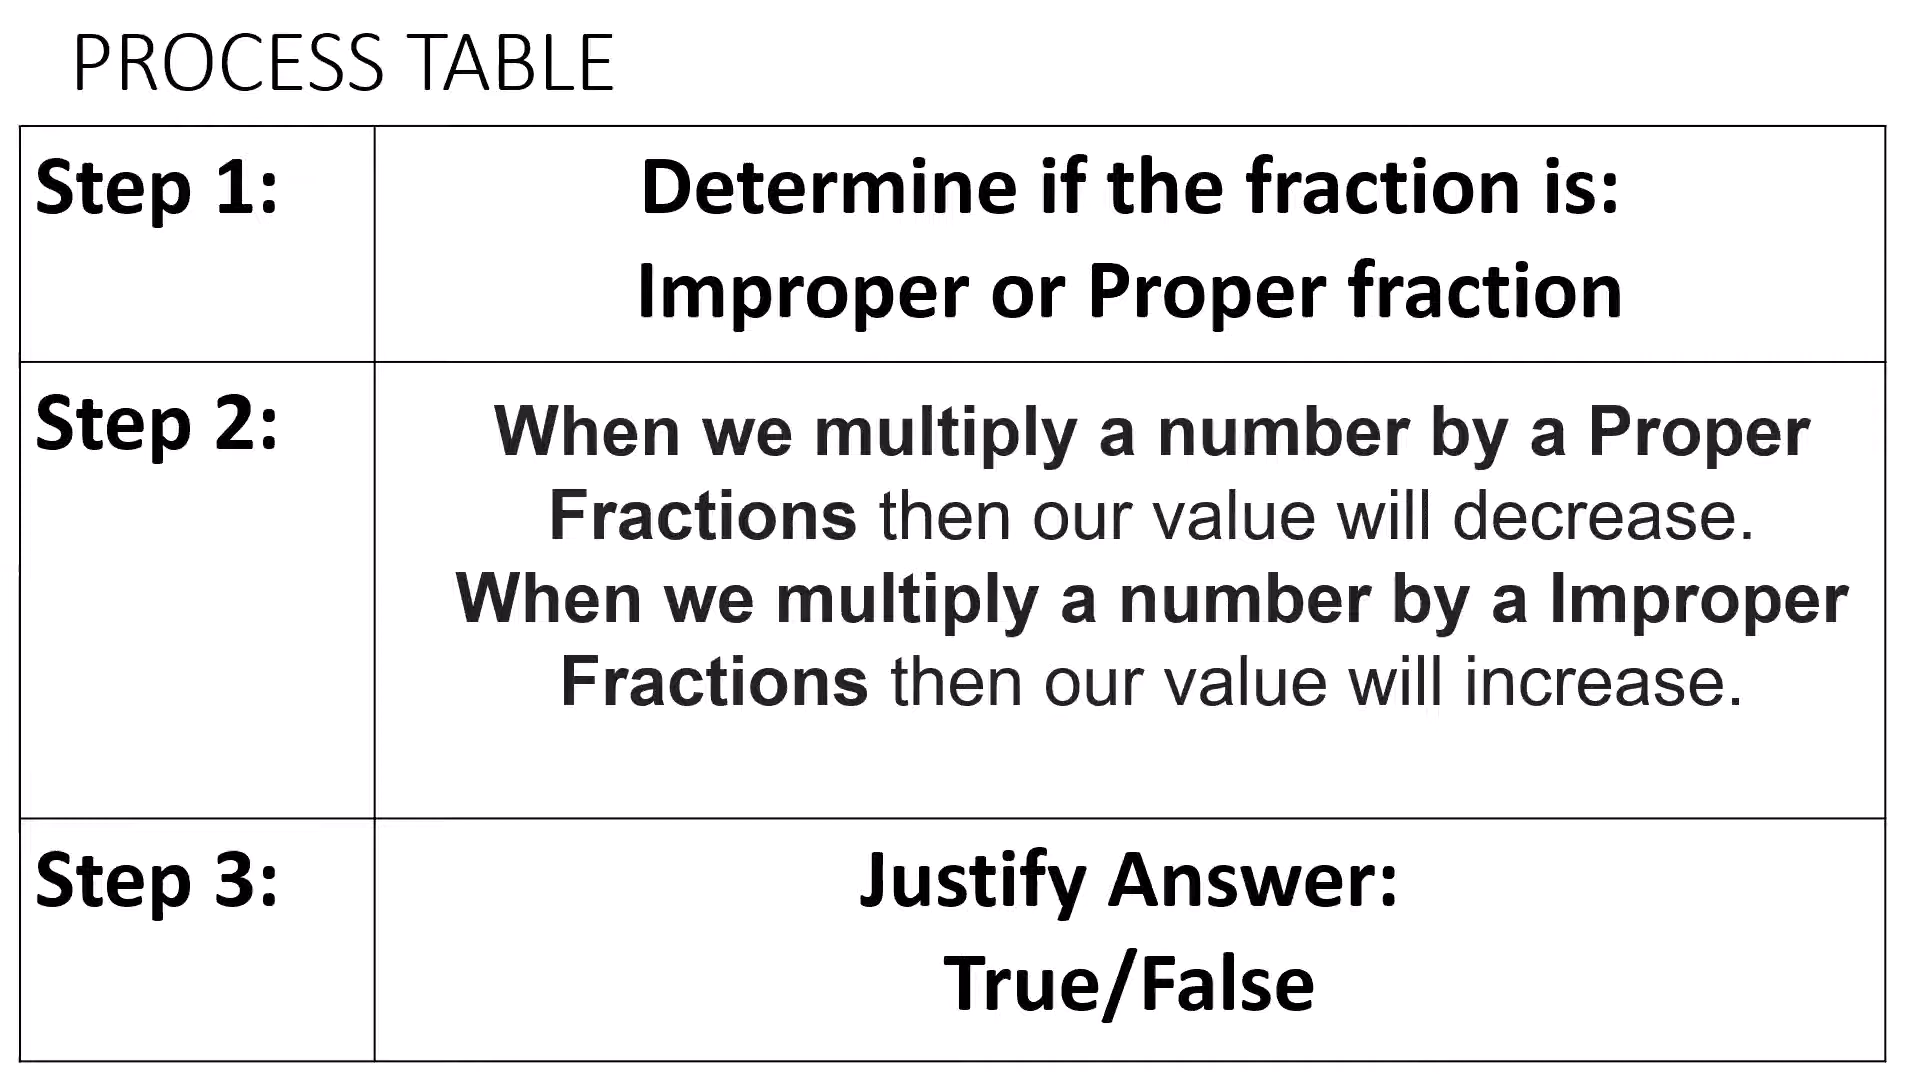 PROCESS TABLE
Step 1:
Determine if the fraction is:
Improper or Proper fraction
Step 2:
When we multiply a number by a Proper
Fractions then our value will decrease.
When we multiply a number by a Improper
Fractions then our value will increase.
Step 3:
Justify Answer:
True/False